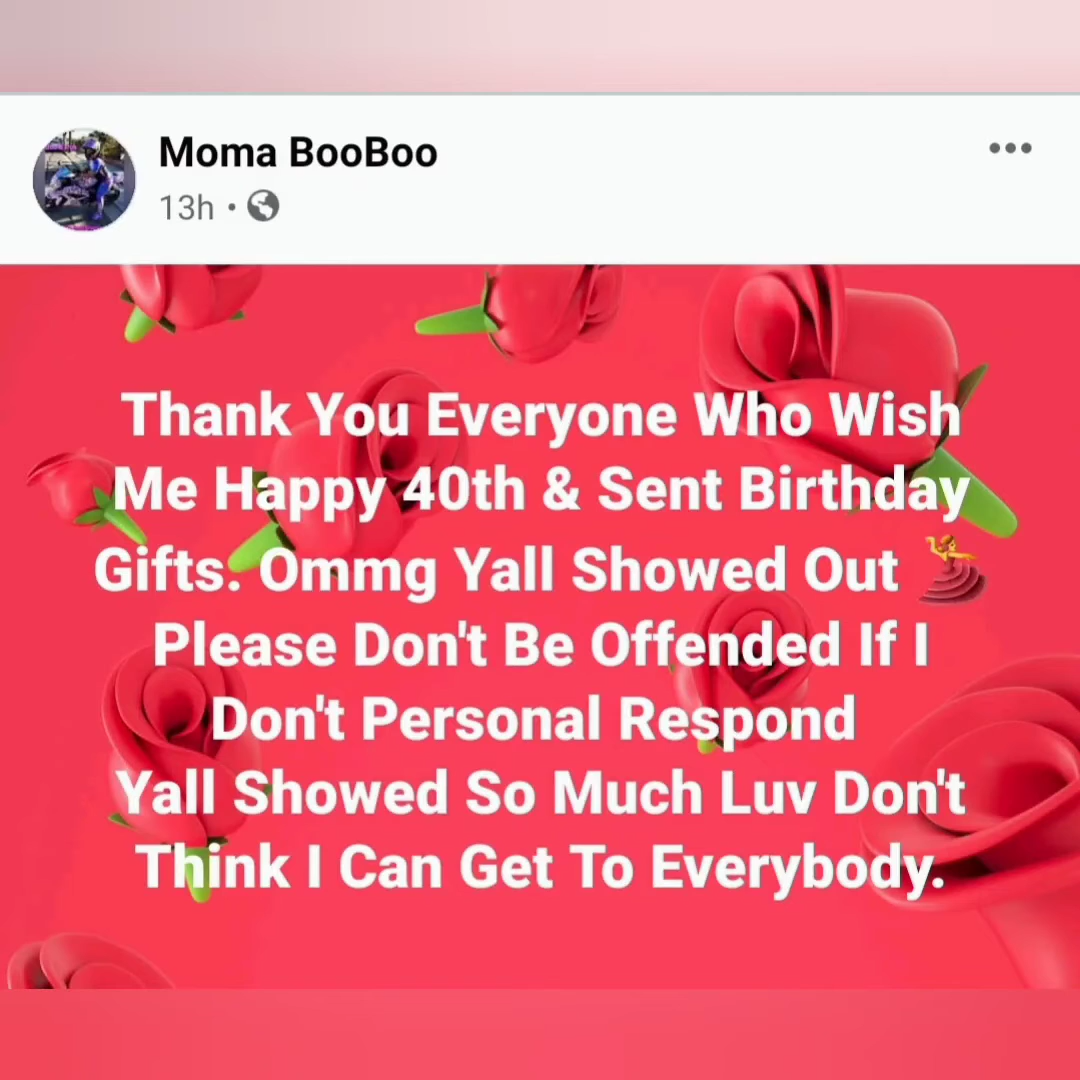 Moma BooBoo
13h •
Thank You Everyone Who Wish
Me Happy 40th & Sent Birthday
Gifts. Ommg Yall Showed Out
Please Don't Be Offended If I
Don't Personal Respond
Yall Showed So Much Luv Don't
Think I Can Get To Everybody.